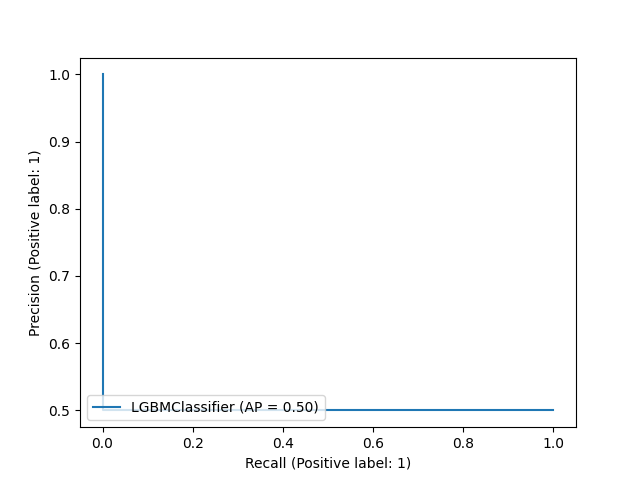 1.0
0.9
0.8
0.7
0.6
0.5
Precision (Positive label: 1)
LGBMClassifier (AP = 0.50)
0.0 0.2 0.4 0.6 0.8 1.0
Recall (Positive label: 1)